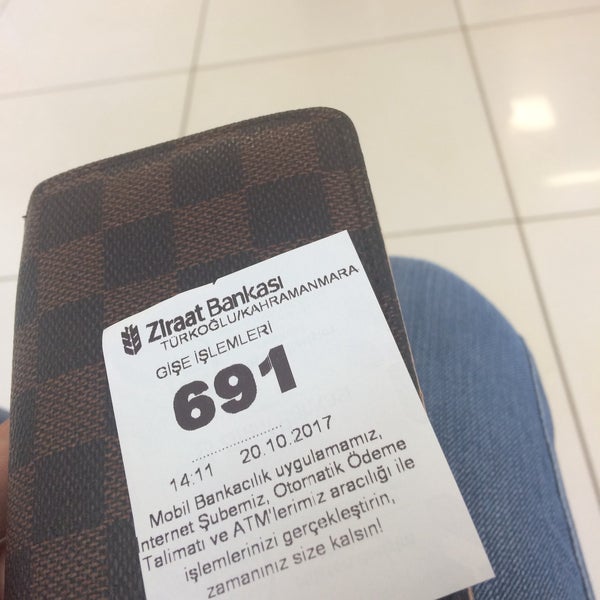 Ziraat Bankası
TÜRKOĞLU/KAHRAMANMARA
GİŞE İŞLEMLERİ
691
14:11 20.10.2017
Mobil Bankacılık uygulamamız,
İnternet Şubemiz, Otomatik Ödeme
Talimatı ve ATM'lerimiz aracılığı ile
işlemlerinizi gerçekleştirin,
zamanınız size kalsın!